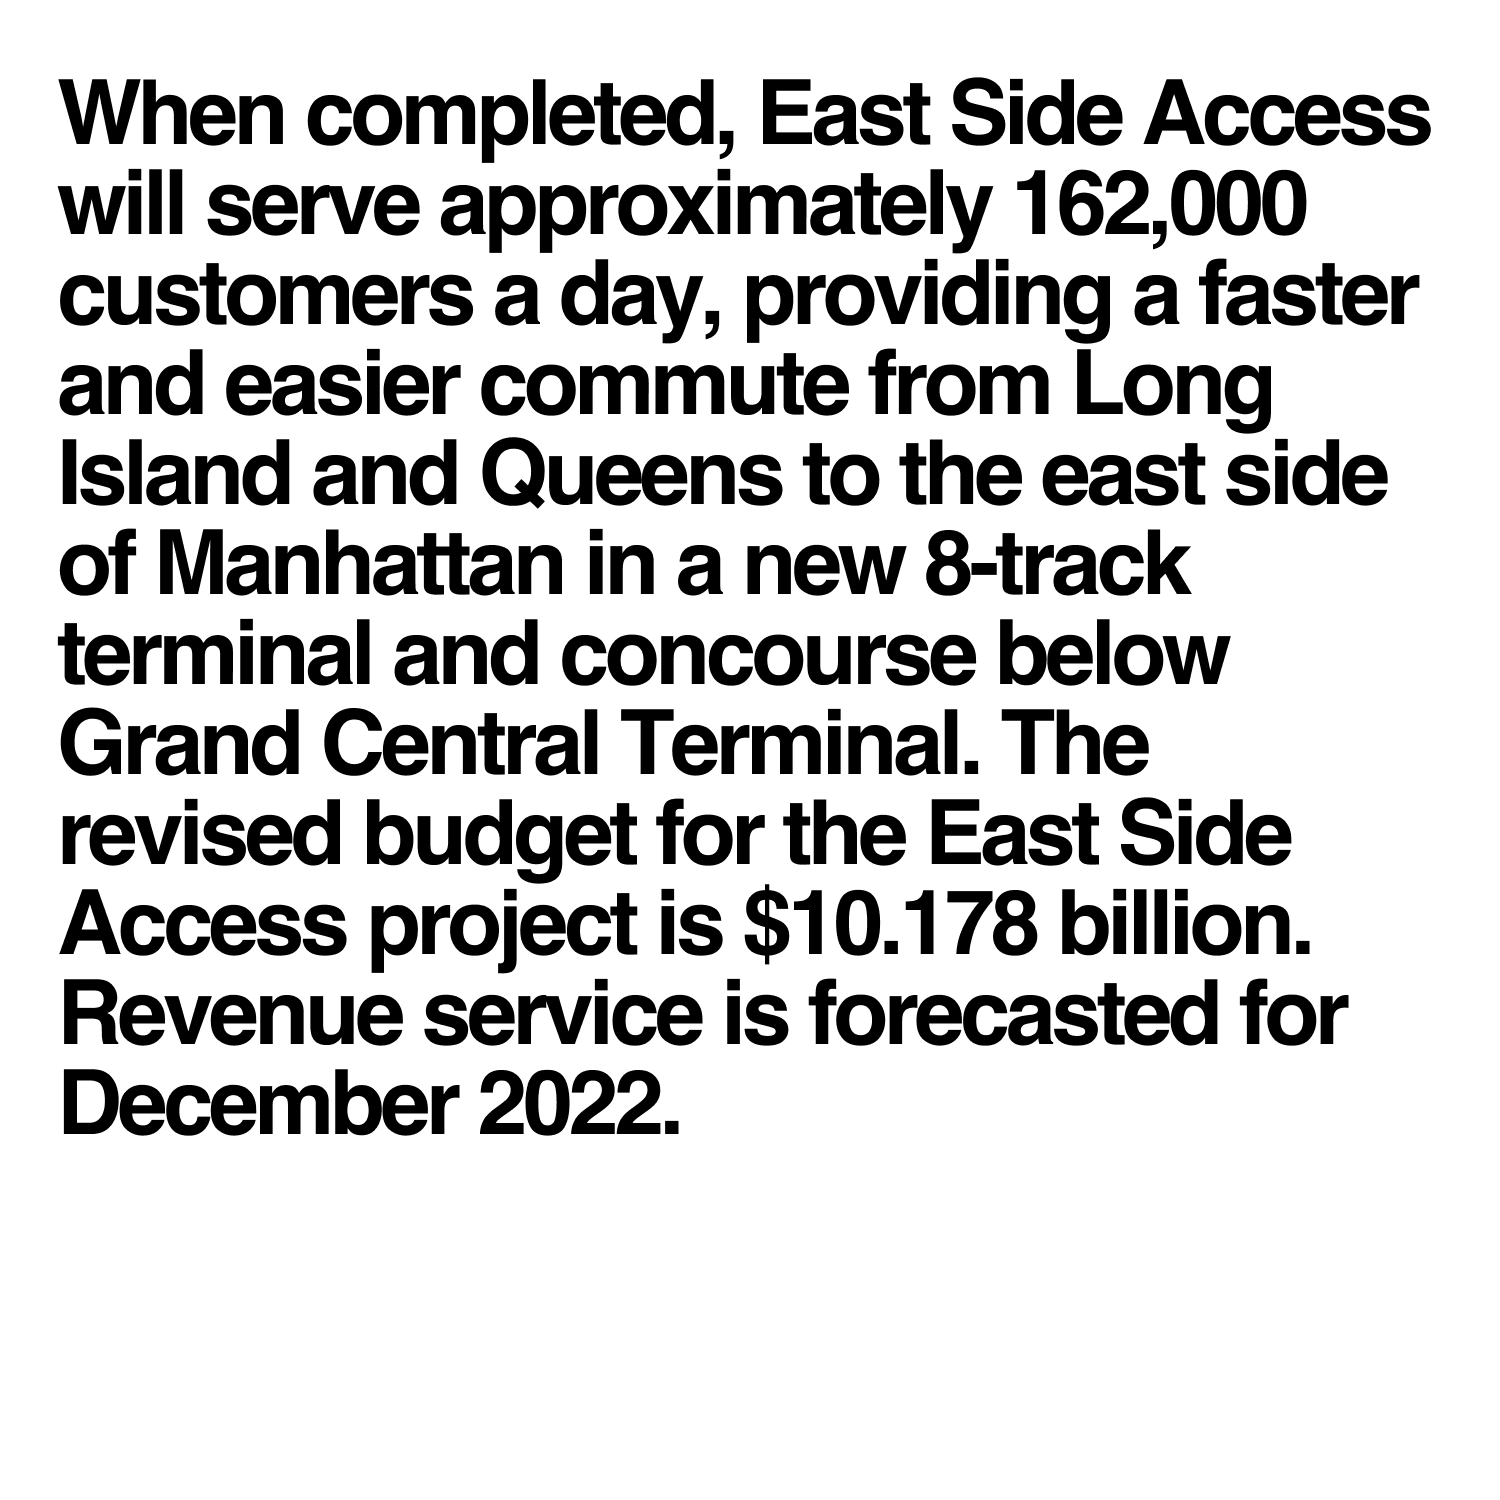 When completed, East Side Access
will serve approximately 162,000
customers a day, providing a faster
and easier commute from Long
Island and Queens to the east side
of Manhattan in a new 8-track
terminal and concourse below
Grand Central Terminal. The
revised budget for the East Side
Access project is $10.178 billion.
Revenue service is forecasted for
December 2022.